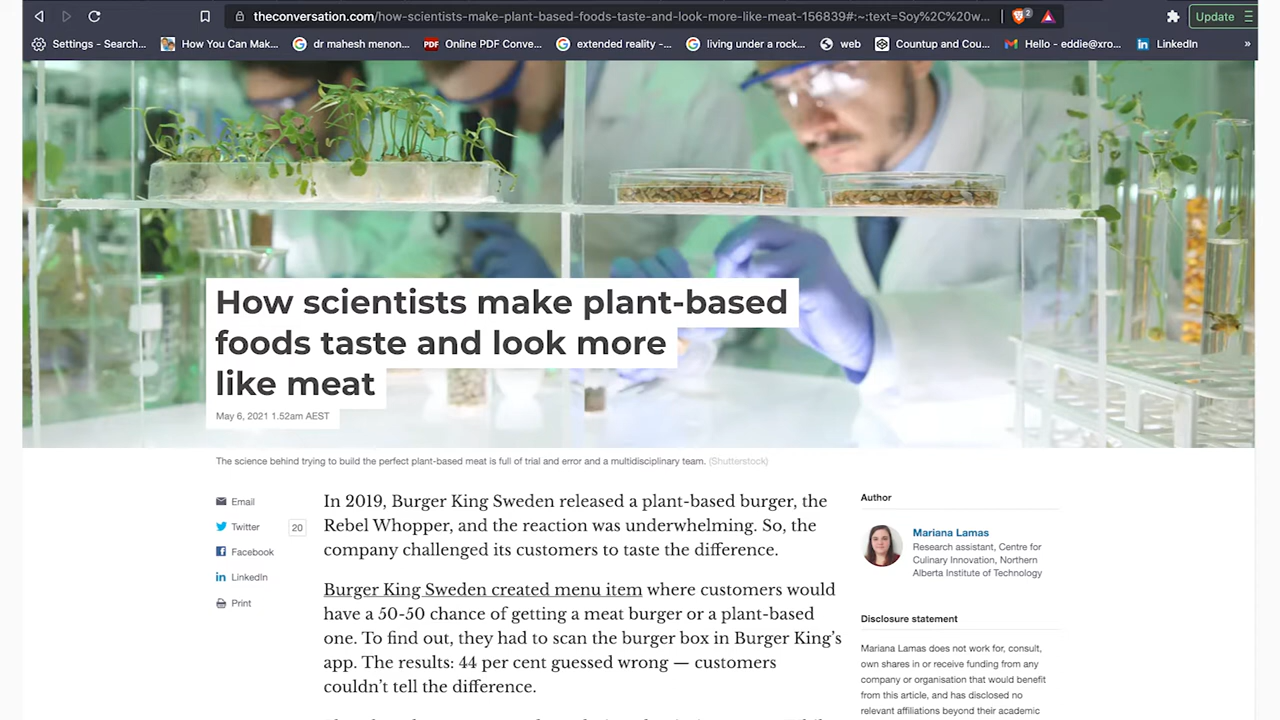 theconversation.com/how-scientists-make-plant-based-foods-taste-and-look-more-like-meat-156839#:~:text=Soy%2C%20w...
2
Update
Settings - Search...
How You Can Mak...
dr mahesh menon...
PDF
Online PDF Conve...
extended reality -...
living under a rock...
web
Countup and Cou...
Hello - eddie@xro...
LinkedIn
»
How scientists make plant-based
foods taste and look more
like meat
May 6, 2021 1.52am AEST
The science behind trying to build the perfect plant-based meat is full of trial and error and a multidisciplinary team. (Shutterstock)
Email
Twitter
20
Facebook
LinkedIn
Print
In 2019, Burger King Sweden released a plant-based burger, the
Rebel Whopper, and the reaction was underwhelming. So, the
company challenged its customers to taste the difference.
Burger King Sweden created menu item where customers would
have a 50-50 chance of getting a meat burger or a plant-based
one. To find out, they had to scan the burger box in Burger King's
app. The results: 44 per cent guessed wrong — customers
couldn't tell the difference.
Author
Mariana Lamas
Research assistant, Centre for
Culinary Innovation, Northern
Alberta Institute of Technology
Disclosure statement
Mariana Lamas does not work for, consult,
own shares in or receive funding from any
company or organisation that would benefit
from this article, and has disclosed no
relevant affiliations beyond their academic